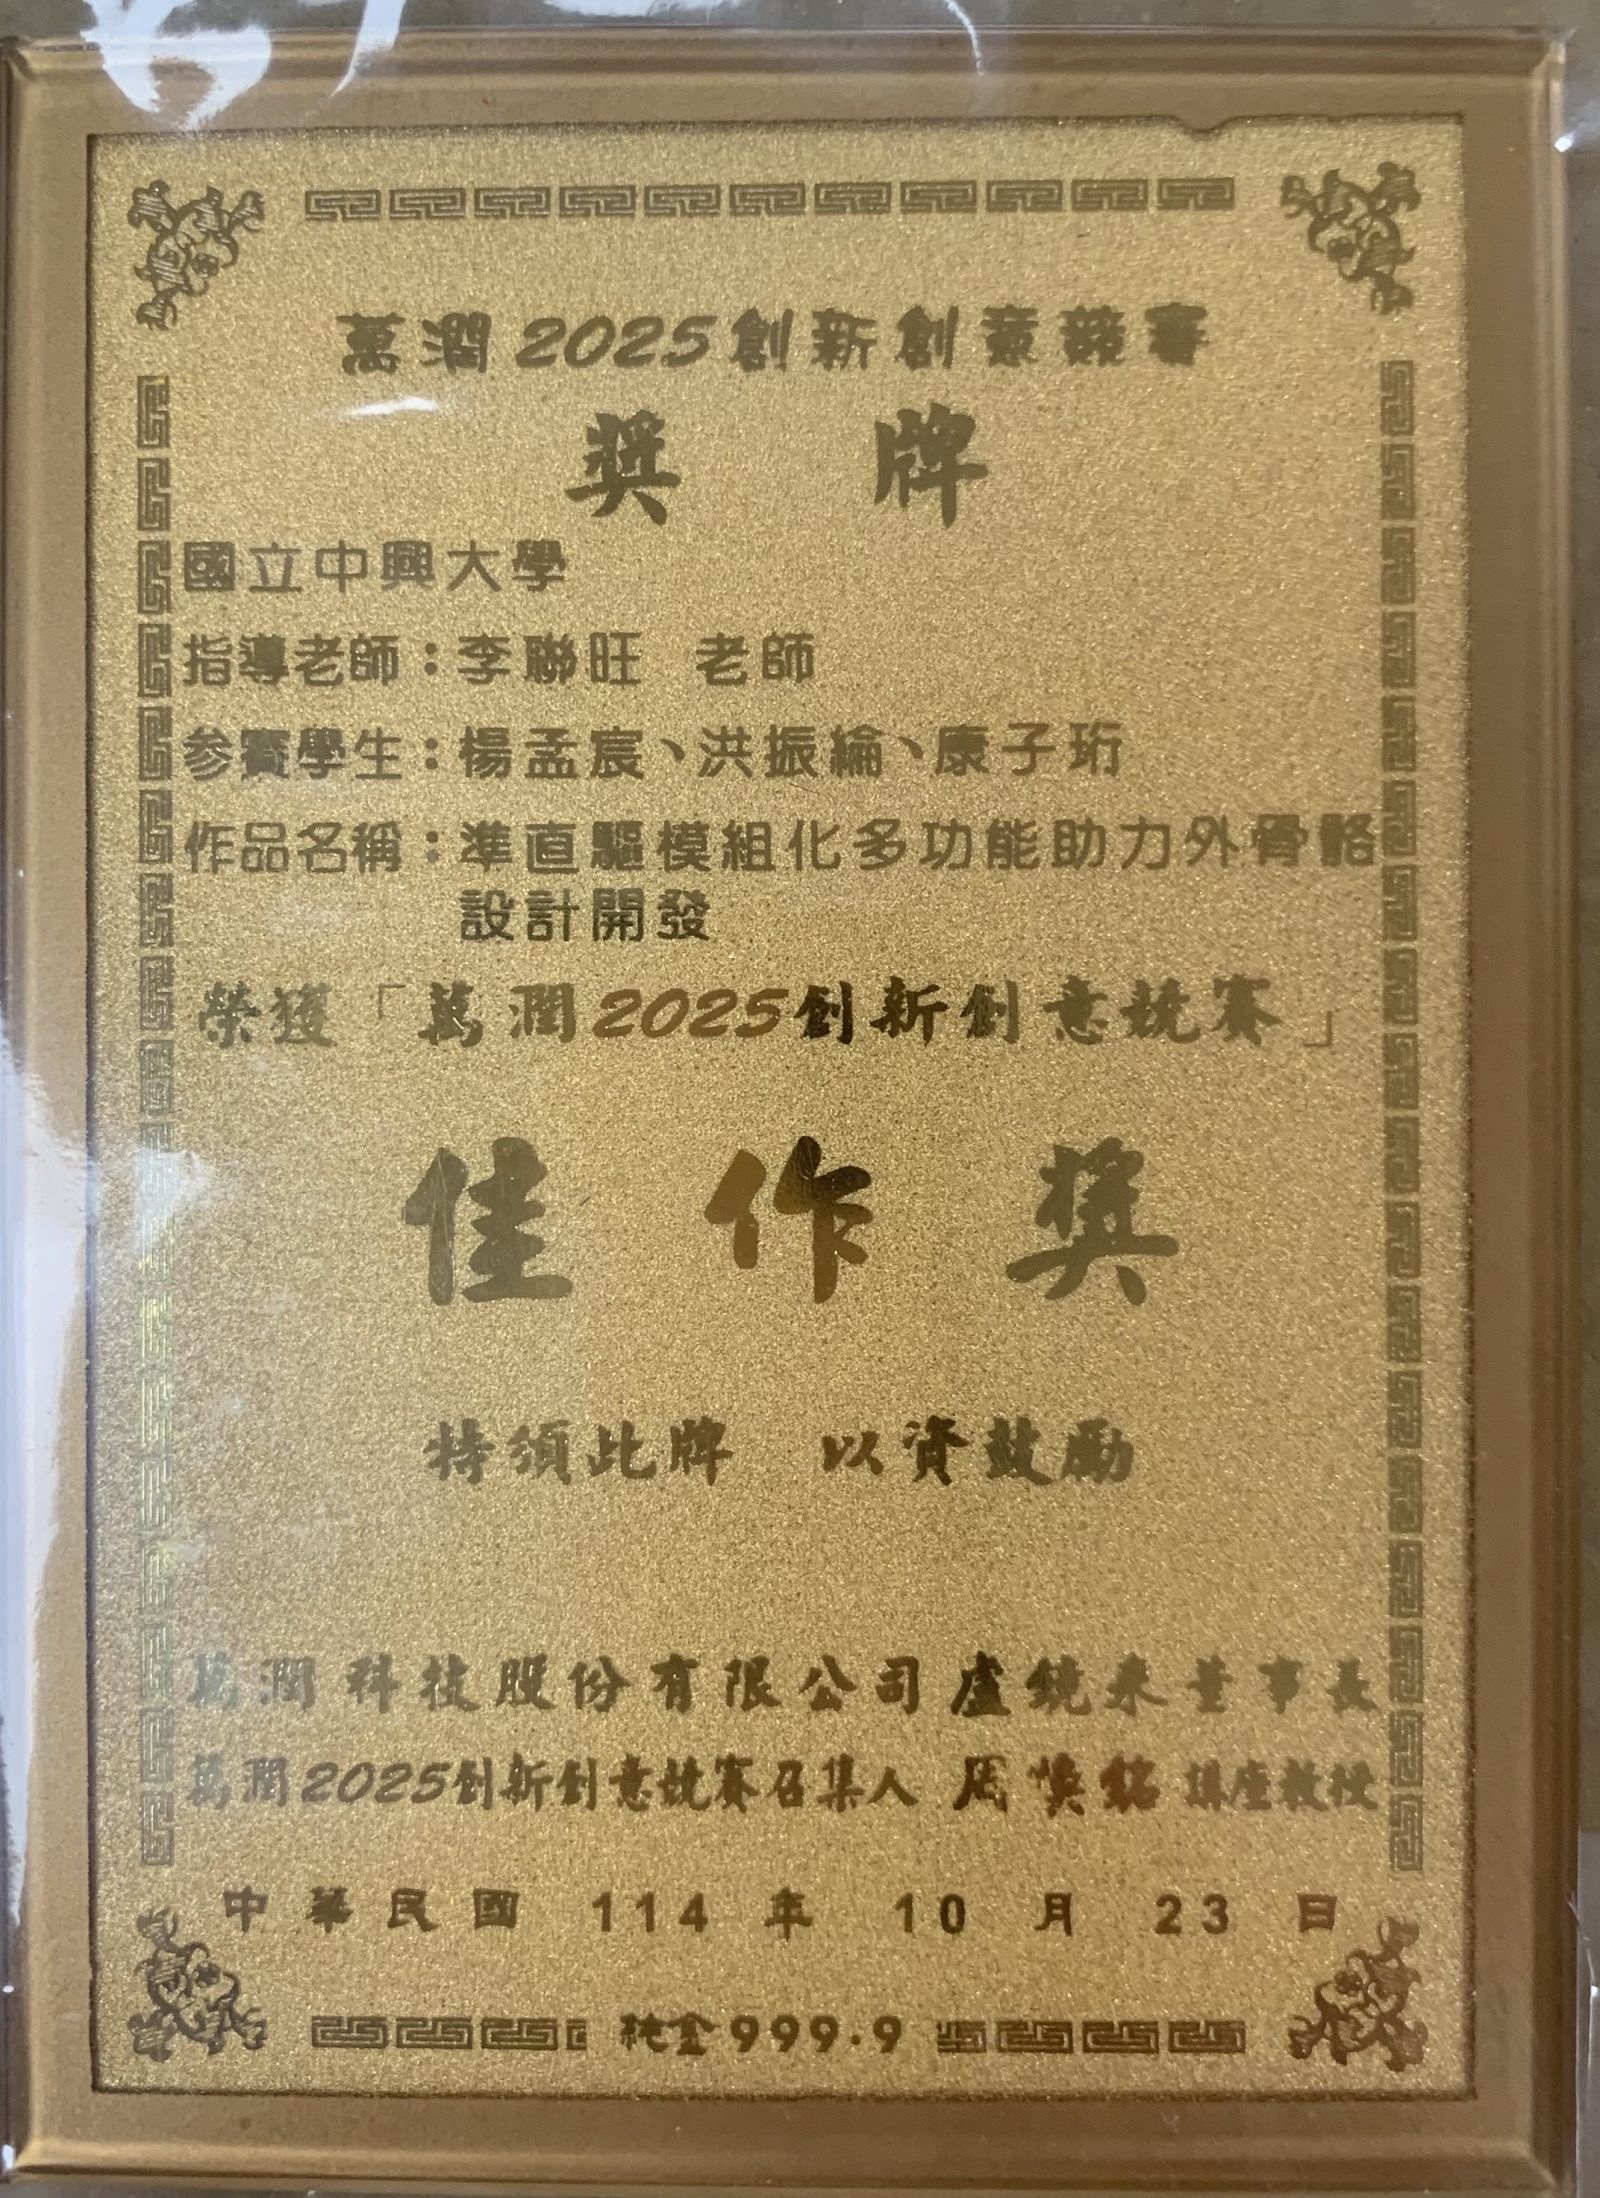 萬潤2025創新創意競賽
獎 牌
國立中興大學
指導老師：李聯旺 老師
參賽學生：楊孟宸、洪振綸、康子珩
作品名稱：準直驅模組化多功能助力外骨骼
設計開發
榮獲「萬潤2025創新創意競賽」
佳 作 獎
特頒此牌 以資鼓勵
萬潤科技股份有限公司盧鏡來董事長
萬潤2025創新創意競賽召集人 周煥銘 講座教授
中華民國 114 年 10 月 23 日
純金999.9